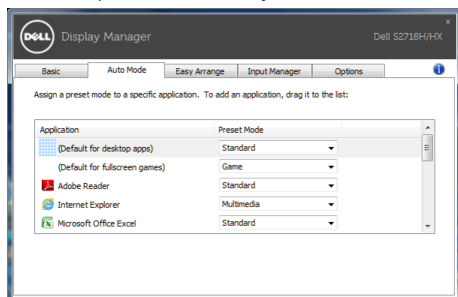 DELL Display Manager Dell S2718H/HX
Basic Auto Mode Easy Arrange Input Manager Options
Assign a preset mode to a specific application. To add an application, drag it to the list:
Application Preset Mode
(Default for desktop apps) Standard
(Default for fullscreen games) Game
Adobe Reader Standard
Internet Explorer Multimedia
Microsoft Office Excel Standard